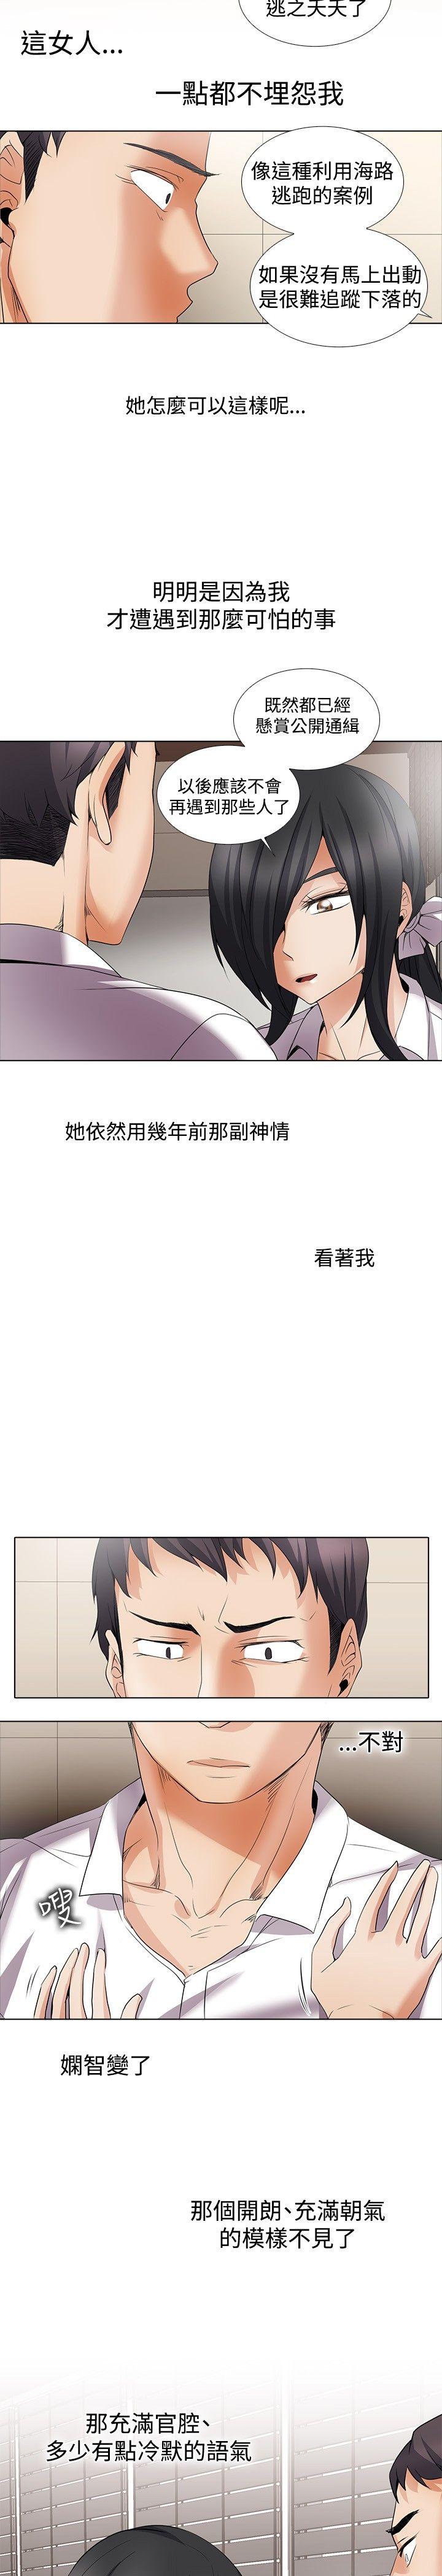 逃之夭夭了
這女人...
一點都不埋怨我
像這種利用海路
逃跑的案例
如果沒有馬上出動
是很難追蹤下落的
她怎麼可以這樣呢...
明明是因為我
才遭遇到那麼可怕的事
既然都已經
懸賞公開通緝
以後應該不會
再遇到那些人了
她依然用幾年前那副神情
看著我
...不對
嗖
嫻智變了
那個開朗、充滿朝氣
的模樣不見了
那充滿官腔、
多少有點冷默的語氣